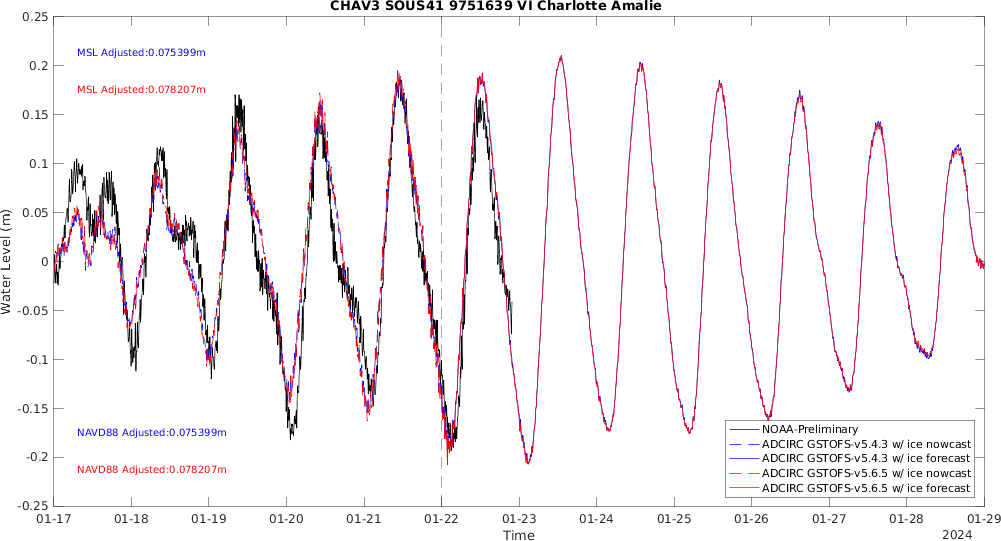 CHAV3 SOUS41 9751639 VI Charlotte Amalie
0.25
0.2
0.15
0.1
0.05
0
-0.05
-0.1
-0.15
-0.2
-0.25
Water Level (m)
MSL Adjusted:0.075399m
MSL Adjusted:0.078207m
NAVD88 Adjusted:0.075399m
NAVD88 Adjusted:0.078207m
NOAA-Preliminary
ADCIRC GSTOFS-v5.4.3 w/ ice nowcast
ADCIRC GSTOFS-v5.4.3 w/ ice forecast
ADCIRC GSTOFS-v5.6.5 w/ ice nowcast
ADCIRC GSTOFS-v5.6.5 w/ ice forecast
01-17 01-18 01-19 01-20 01-21 01-22 01-23 01-24 01-25 01-26 01-27 01-28 01-29
Time
2024